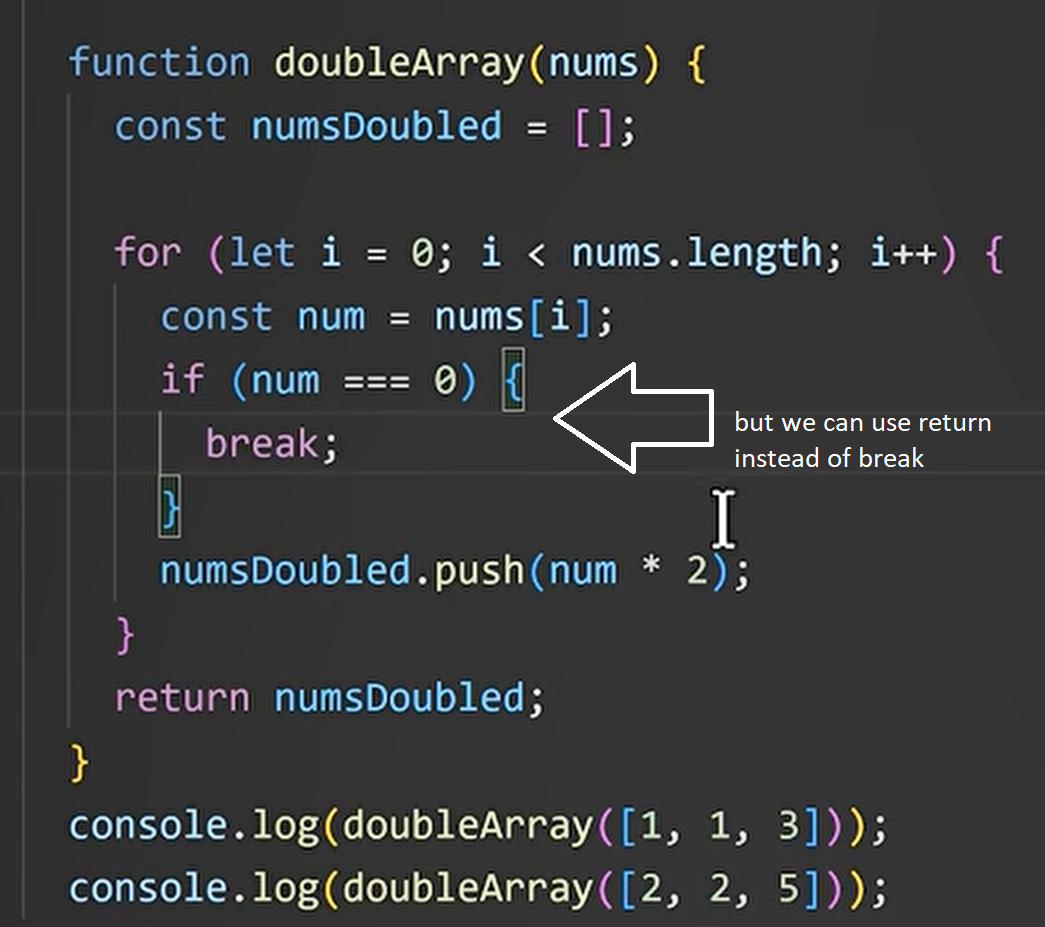 function doubleArray(nums) {
const numsDoubled = [];
for (let i = 0; i < nums.length; i++) {
const num = nums[i];
if (num === 0) {
break;
but we can use return
instead of break
}
numsDoubled.push(num * 2);
}
return numsDoubled;
}
console.log(doubleArray([1, 1, 3]));
console.log(doubleArray([2, 2, 5]));